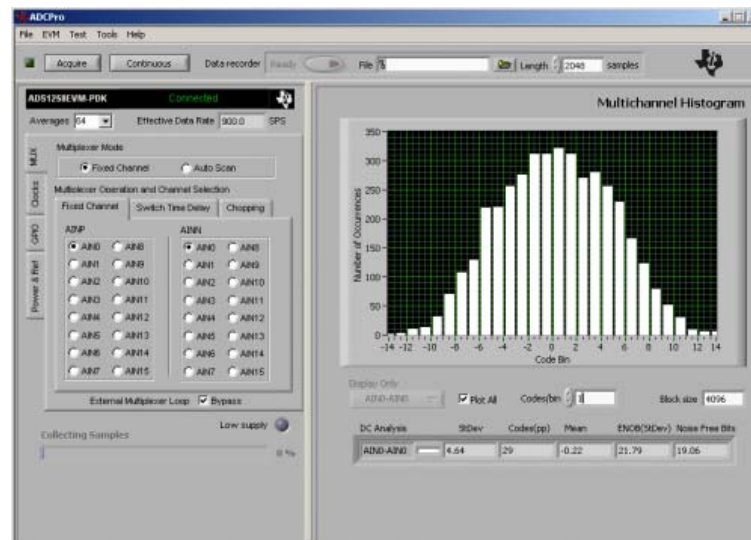 ADCPro
File EVM Test Tools Help
Acquire Continuous Data recorder Ready File Length 2048 samples
ADS1258EVM-PDK Connected
Averages 64 Effective Data Rate 900.0 SPS
MUX
Clocks
GPIO
Power & Ref
Multiplexer Mode
Fixed Channel Auto Scan
Multiplexer Operation and Channel Selection
Fixed Channel Switch Time Delay Chopping
AINP AINN
AIN0 AIN8 AIN0 AIN8
AIN1 AIN9 AIN1 AIN9
AIN2 AIN10 AIN2 AIN10
AIN3 AIN11 AIN3 AIN11
AIN4 AIN12 AIN4 AIN12
AIN5 AIN13 AIN5 AIN13
AIN6 AIN14 AIN6 AIN14
AIN7 AIN15 AIN7 AIN15
External Multiplexer Loop Bypass
Low supply
Collecting Samples
0 %
Multichannel Histogram
Number of Occurrences
350
300
250
200
150
100
50
0
-14 -12 -10 -8 -6 -4 -2 0 2 4 6 8 10 12 14
Code Bin
Display Only
AIN0-AIN0 Plot All Codes/bin 1 Block size 4096
DC Analysis StDev Codes(pp) Mean ENOB(StDev) Noise Free Bits
AIN0-AIN0 4.64 29 -0.22 21.79 19.06